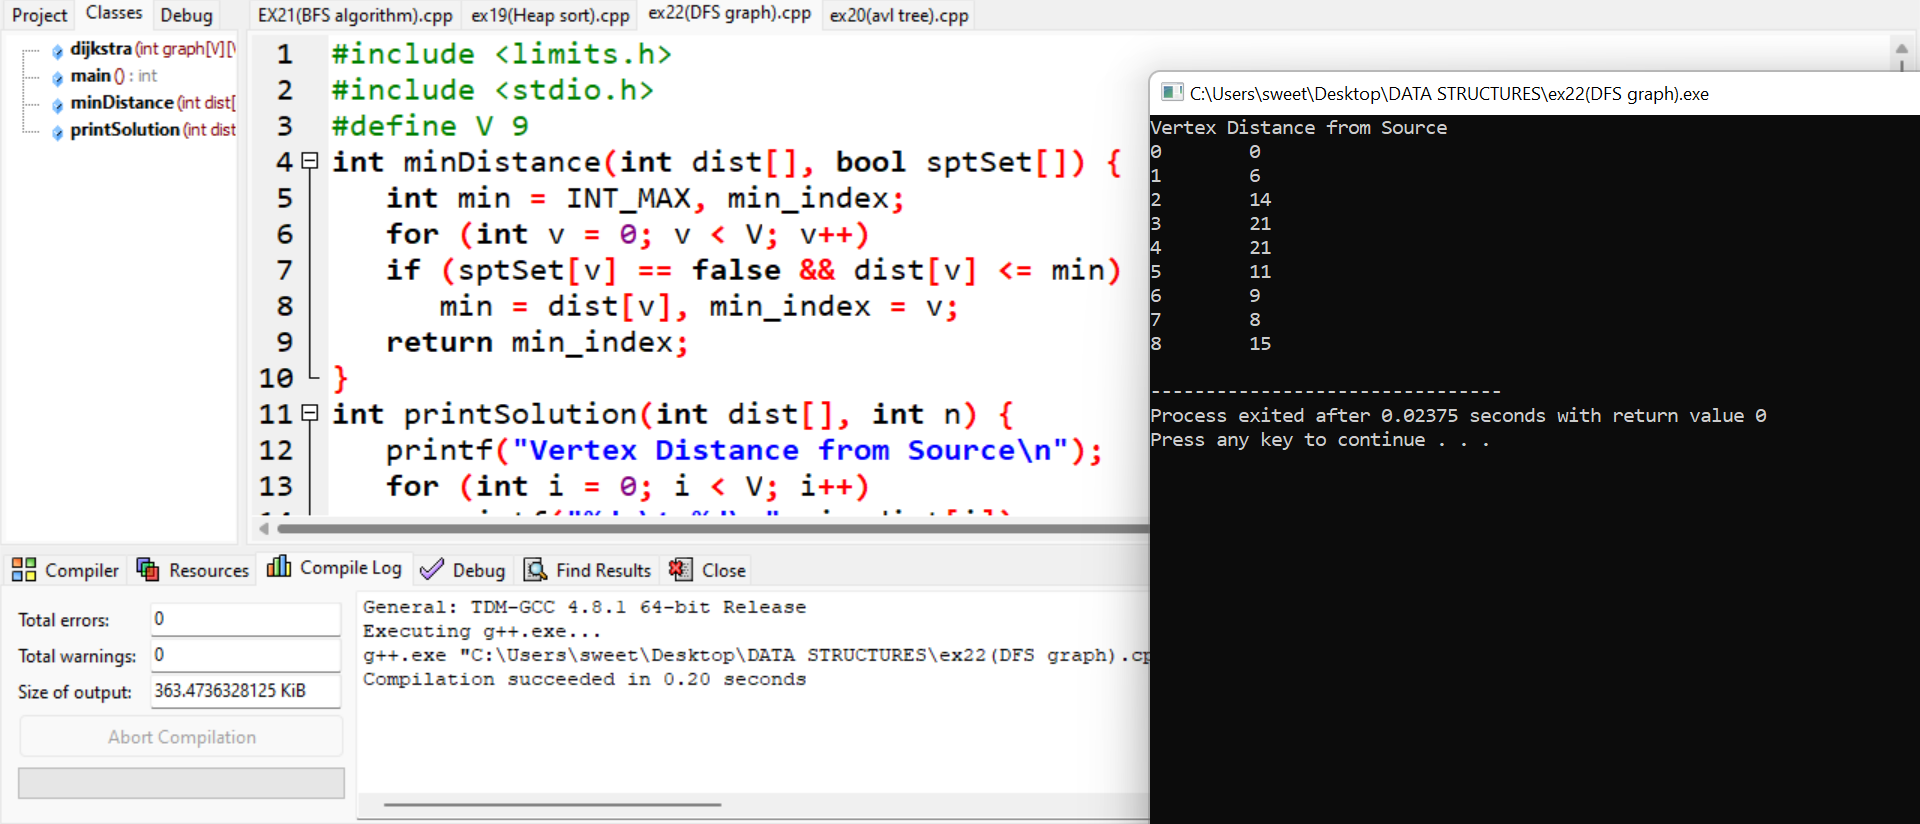 Project Classes Debug
dijkstra (int graph[V][V
main () : int
minDistance (int dist[
printSolution (int dist
EX21(BFS algorithm).cpp ex19(Heap sort).cpp ex22(DFS graph).cpp ex20(avl tree).cpp
1 #include <limits.h>
2 #include <stdio.h>
3 #define V 9
4 int minDistance(int dist[], bool sptSet[]) {
5 int min = INT_MAX, min_index;
6 for (int v = 0; v < V; v++)
7 if (sptSet[v] == false && dist[v] <= min)
8 min = dist[v], min_index = v;
9 return min_index;
10 }
11 int printSolution(int dist[], int n) {
12 printf("Vertex Distance from Source\n");
13 for (int i = 0; i < V; i++)
C:\Users\sweet\Desktop\DATA STRUCTURES\ex22(DFS graph).exe
Vertex Distance from Source
0 0
1 6
2 14
3 21
4 21
5 11
6 9
7 8
8 15
--------------------------------
Process exited after 0.02375 seconds with return value 0
Press any key to continue . . .
Compiler Resources Compile Log Debug Find Results Close
Total errors: 0
Total warnings: 0
Size of output: 363.4736328125 KiB
Abort Compilation
General: TDM-GCC 4.8.1 64-bit Release
Executing g++.exe...
g++.exe "C:\Users\sweet\Desktop\DATA STRUCTURES\ex22(DFS graph).cp
Compilation succeeded in 0.20 seconds